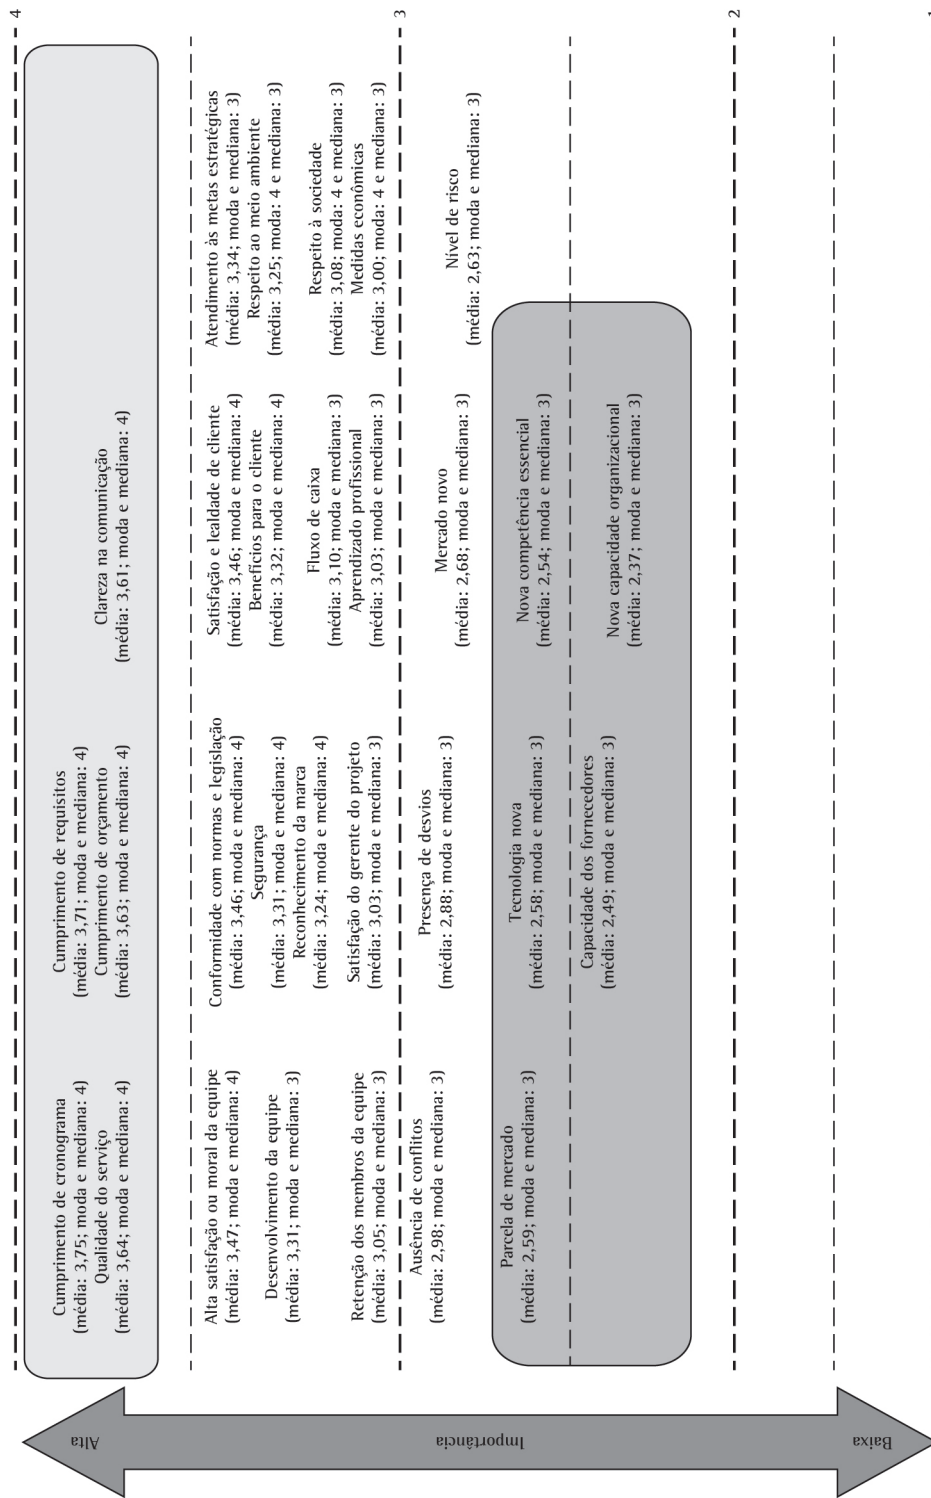 Alta
Importância
Baixa
4
3
2
Cumprimento de cronograma
(média: 3,75; moda e mediana: 4)
Qualidade do serviço
(média: 3,64; moda e mediana: 4)
Cumprimento de requisitos
(média: 3,71; moda e mediana: 4)
Cumprimento de orçamento
(média: 3,63; moda e mediana: 4)
Clareza na comunicação
(média: 3,61; moda e mediana: 4)
Alta satisfação ou moral da equipe
(média: 3,47; moda e mediana: 4)
Desenvolvimento da equipe
(média: 3,31; moda e mediana: 3)
Retenção dos membros da equipe
(média: 3,05; moda e mediana: 3)
Conformidade com normas e legislação
(média: 3,46; moda e mediana: 4)
Segurança
(média: 3,31; moda e mediana: 4)
Reconhecimento da marca
(média: 3,24; moda e mediana: 4)
Satisfação do gerente do projeto
(média: 3,03; moda e mediana: 3)
Satisfação e lealdade de cliente
(média: 3,46; moda e mediana: 4)
Benefícios para o cliente
(média: 3,32; moda e mediana: 4)
Fluxo de caixa
(média: 3,10; moda e mediana: 3)
Aprendizado profissional
(média: 3,03; moda e mediana: 3)
Atendimento às metas estratégicas
(média: 3,34; moda e mediana: 3)
Respeito ao meio ambiente
(média: 3,25; moda: 4 e mediana: 3)
Respeito à sociedade
(média: 3,08; moda: 4 e mediana: 3)
Medidas econômicas
(média: 3,00; moda: 4 e mediana: 3)
Ausência de conflitos
(média: 2,98; moda e mediana: 3)
Presença de desvios
(média: 2,88; moda e mediana: 3)
Mercado novo
(média: 2,68; moda e mediana: 3)
Nível de risco
(média: 2,63; moda e mediana: 3)
Parcela de mercado
(média: 2,59; moda e mediana: 3)
Tecnologia nova
(média: 2,58; moda e mediana: 3)
Capacidade dos fornecedores
(média: 2,49; moda e mediana: 3)
Nova competência essencial
(média: 2,54; moda e mediana: 3)
Nova capacidade organizacional
(média: 2,37; moda e mediana: 3)